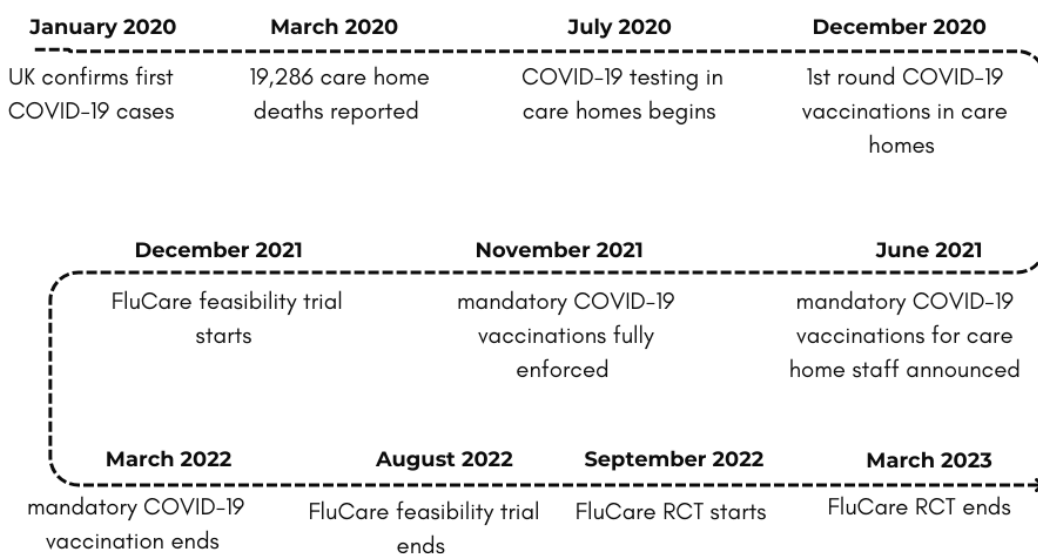 January 2020
UK confirms first
COVID-19 cases
March 2020
19,286 care home
deaths reported
July 2020
COVID-19 testing in
care homes begins
December 2020
1st round COVID-19
vaccinations in care
homes
June 2021
mandatory COVID-19
vaccinations for care
home staff announced
November 2021
mandatory COVID-19
vaccinations fully
enforced
December 2021
FluCare feasibility trial
starts
March 2022
mandatory COVID-19
vaccination ends
August 2022
FluCare feasibility trial
ends
September 2022
FluCare RCT starts
March 2023
FluCare RCT ends